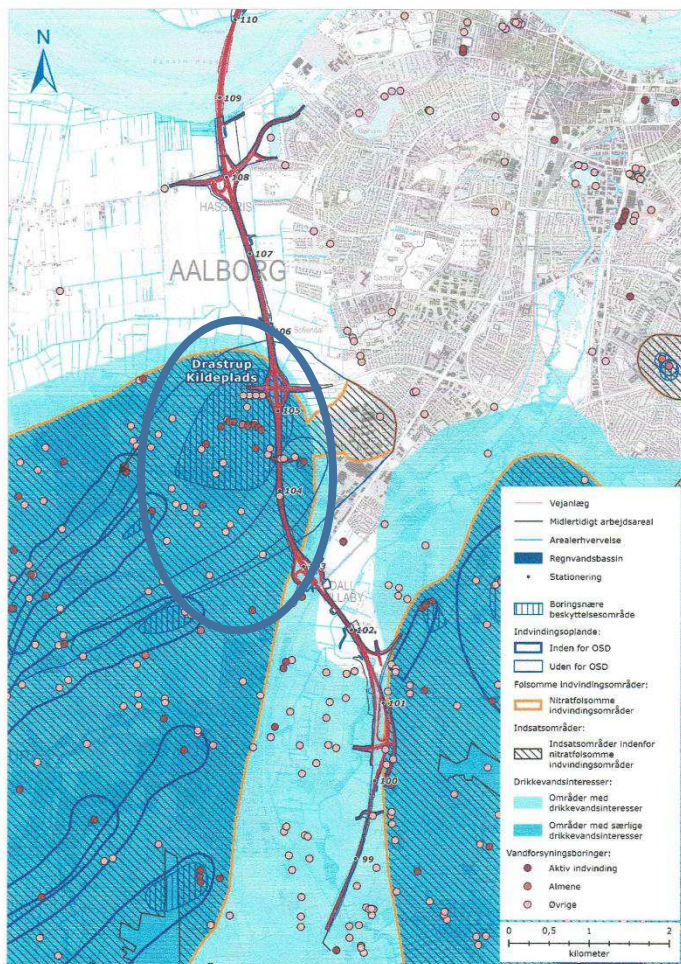 N
110
109
108
HASSERIS
107
AALBORG
106
Drastrup
Kildeplads
105
104
DALL
102
101
100
99
Vejanlæg
Midlertidigt arbejdsareal
Arealerhvervelse
Regnvandsbassin
Stationering
Boringsnære
beskyttelsesområde
Indvindingsoplande:
Inden for OSD
Uden for OSD
Følsomme indvindingsområder:
Nitratfølsomme
indvindingsområder
Indsatsområder:
Indsatsområder indenfor
nitratfølsomme
indvindingsområder
Drikkevandsinteresser:
Områder med
drikkevandsinteresser
Områder med særlige
drikkevandsinteresser
Vandforsyningsboringer:
Aktiv indvinding
Almene
Øvrige
0 0,5 1 2
kilometer